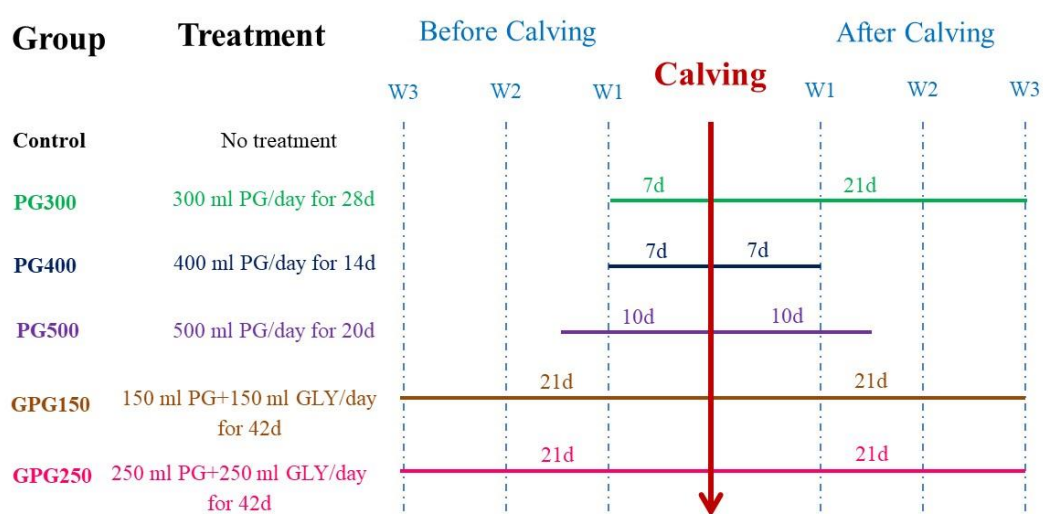 Group Treatment Before Calving After Calving
Calving
W3 W2 W1 W1 W2 W3
Control No treatment
PG300 300 ml PG/day for 28d 7d 21d
PG400 400 ml PG/day for 14d 7d 7d
PG500 500 ml PG/day for 20d 10d 10d
GPG150 150 ml PG+150 ml GLY/day 21d 21d
for 42d
GPG250 250 ml PG+250 ml GLY/day 21d 21d
for 42d